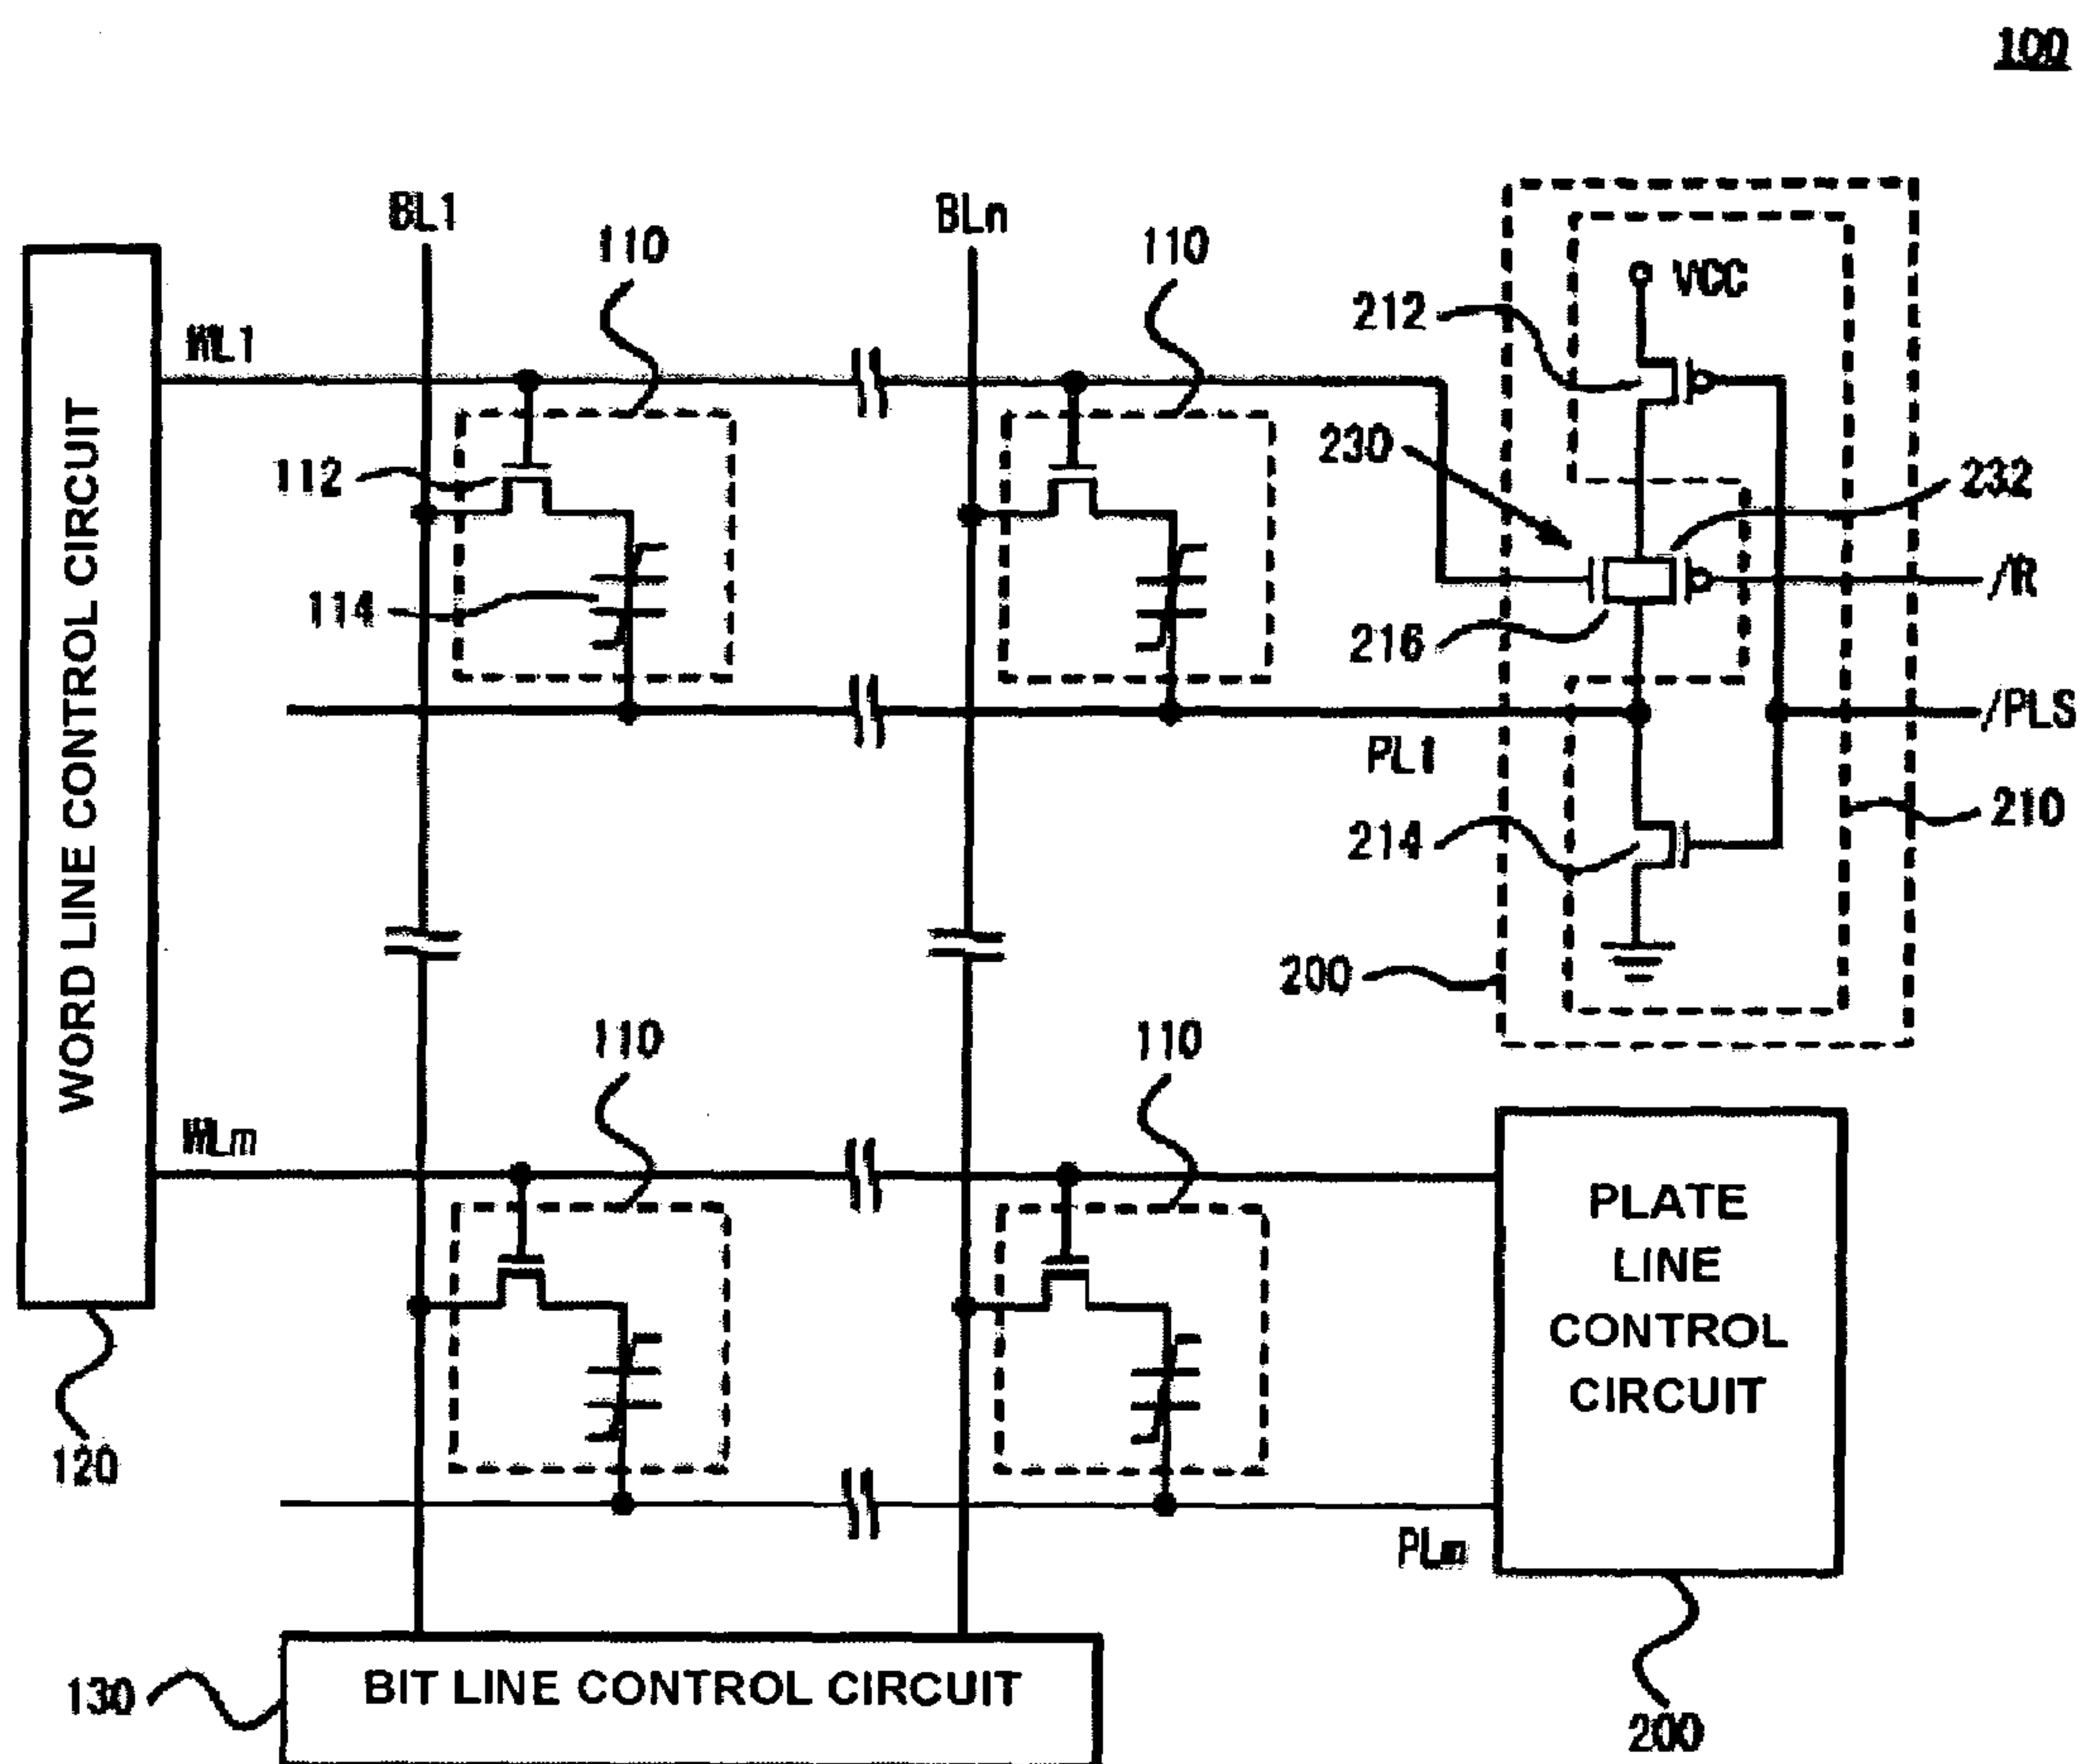 100
BL1
BLn
110
110
VCC
212
WL1
230
232
112
/R
114
216
/PLS
PL1
210
214
200
110
110
WORD LINE CONTROL CIRCUIT
WLm
PLATE
LINE
CONTROL
CIRCUIT
120
PLm
130
BIT LINE CONTROL CIRCUIT
200